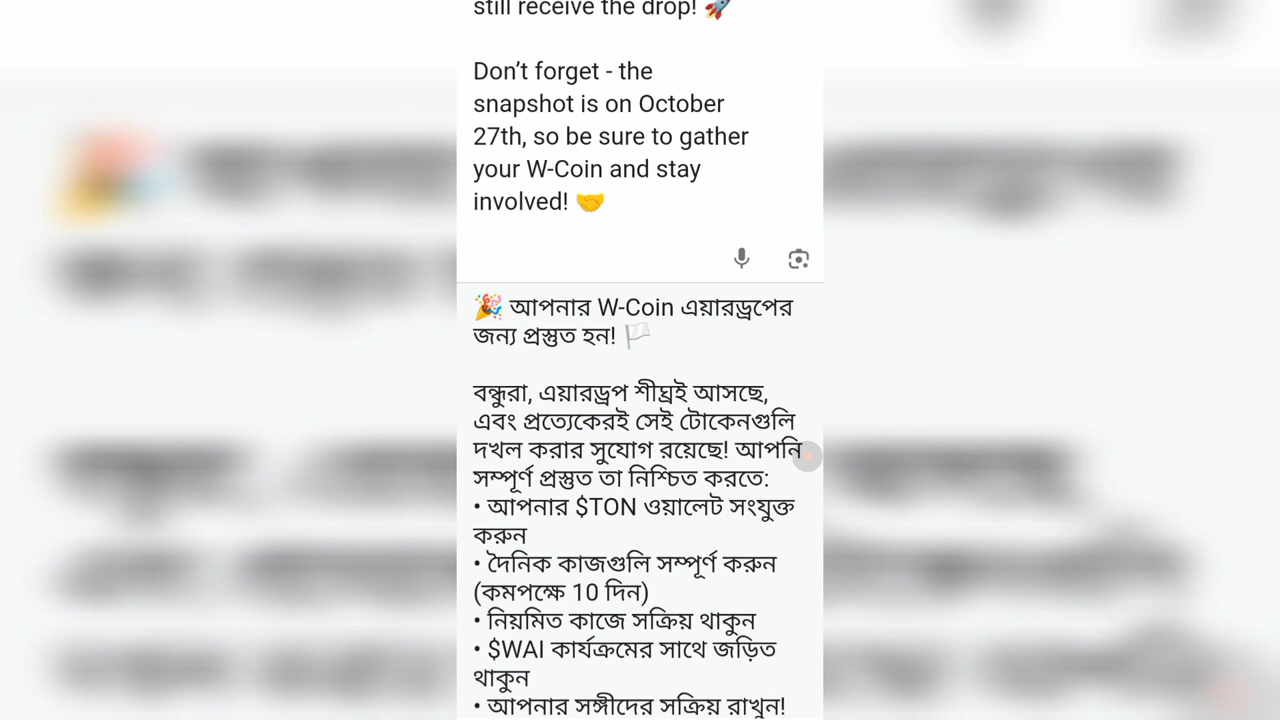 still receive the drop! 🚀
Don’t forget - the
snapshot is on October
27th, so be sure to gather
your W-Coin and stay
involved! 🤝
🎉 আপনার W-Coin এয়ারড্রপের
জন্য প্রস্তুত হন! 🏳️
বন্ধুরা, এয়ারড্রপ শীঘ্রই আসছে,
এবং প্রত্যেকেরই সেই টোকেনগুলি
দখল করার সুযোগ রয়েছে! আপনি
সম্পূর্ণ প্রস্তুত তা নিশ্চিত করতে:
• আপনার $TON ওয়ালেট সংযুক্ত
করুন
• দৈনিক কাজগুলি সম্পূর্ণ করুন
(কমপক্ষে 10 দিন)
• নিয়মিত কাজে সক্রিয় থাকুন
• $WAI কার্যক্রমের সাথে জড়িত
থাকুন
• আপনার সঙ্গীদের সক্রিয় রাখুন!